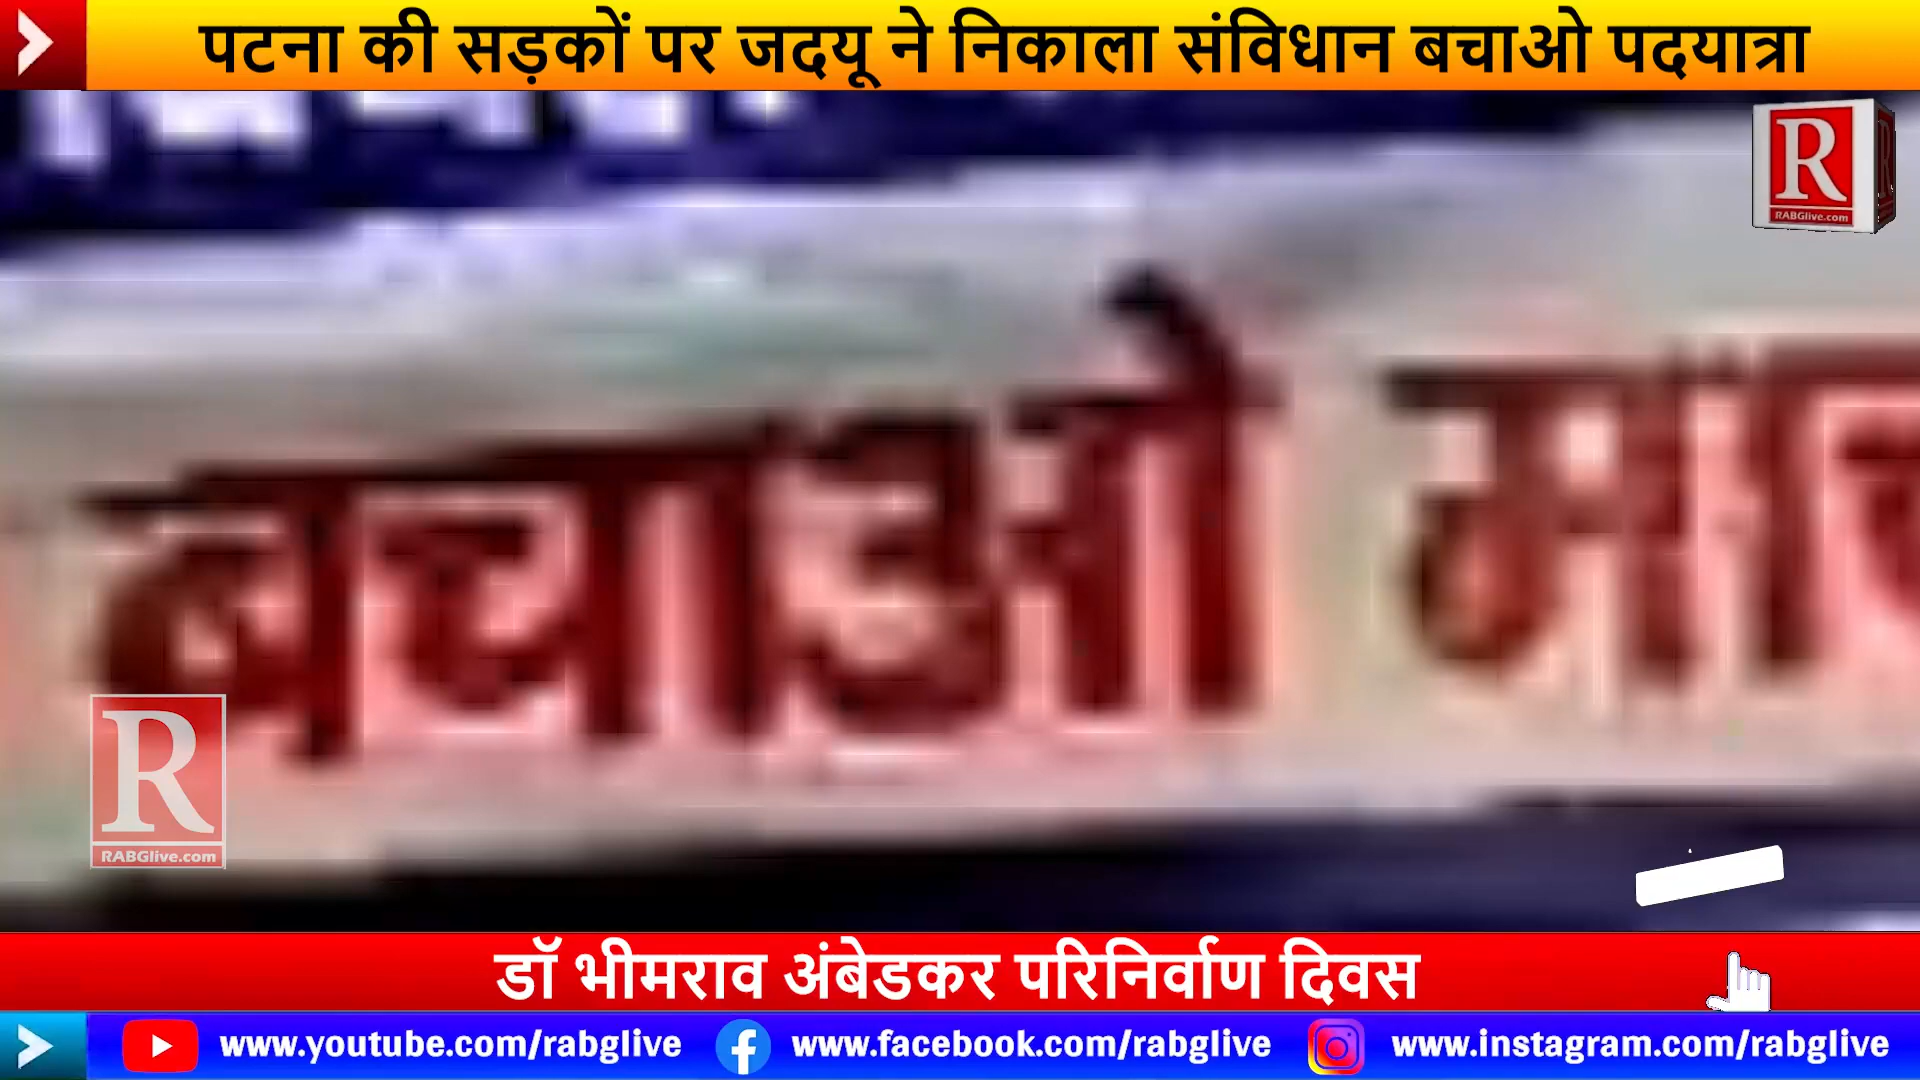 पटना की सड़कों पर जदयू ने निकाला संविधान बचाओ पदयात्रा
R
RABGlive.com
बचाओ
R
RABGlive.com
डॉ भीमराव अंबेडकर परिनिर्वाण दिवस
www.youtube.com/rabglive www.facebook.com/rabglive www.instagram.com/rabglive